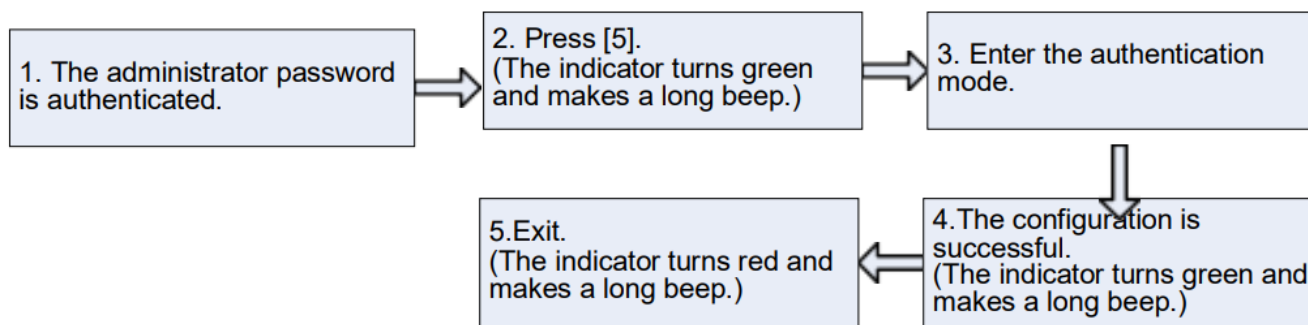 1. The administrator password
is authenticated.
2. Press [5].
(The indicator turns green
and makes a long beep.)
3. Enter the authentication
mode.
4.The configuration is
successful.
(The indicator turns green and
makes a long beep.)
5.Exit.
(The indicator turns red and
makes a long beep.)